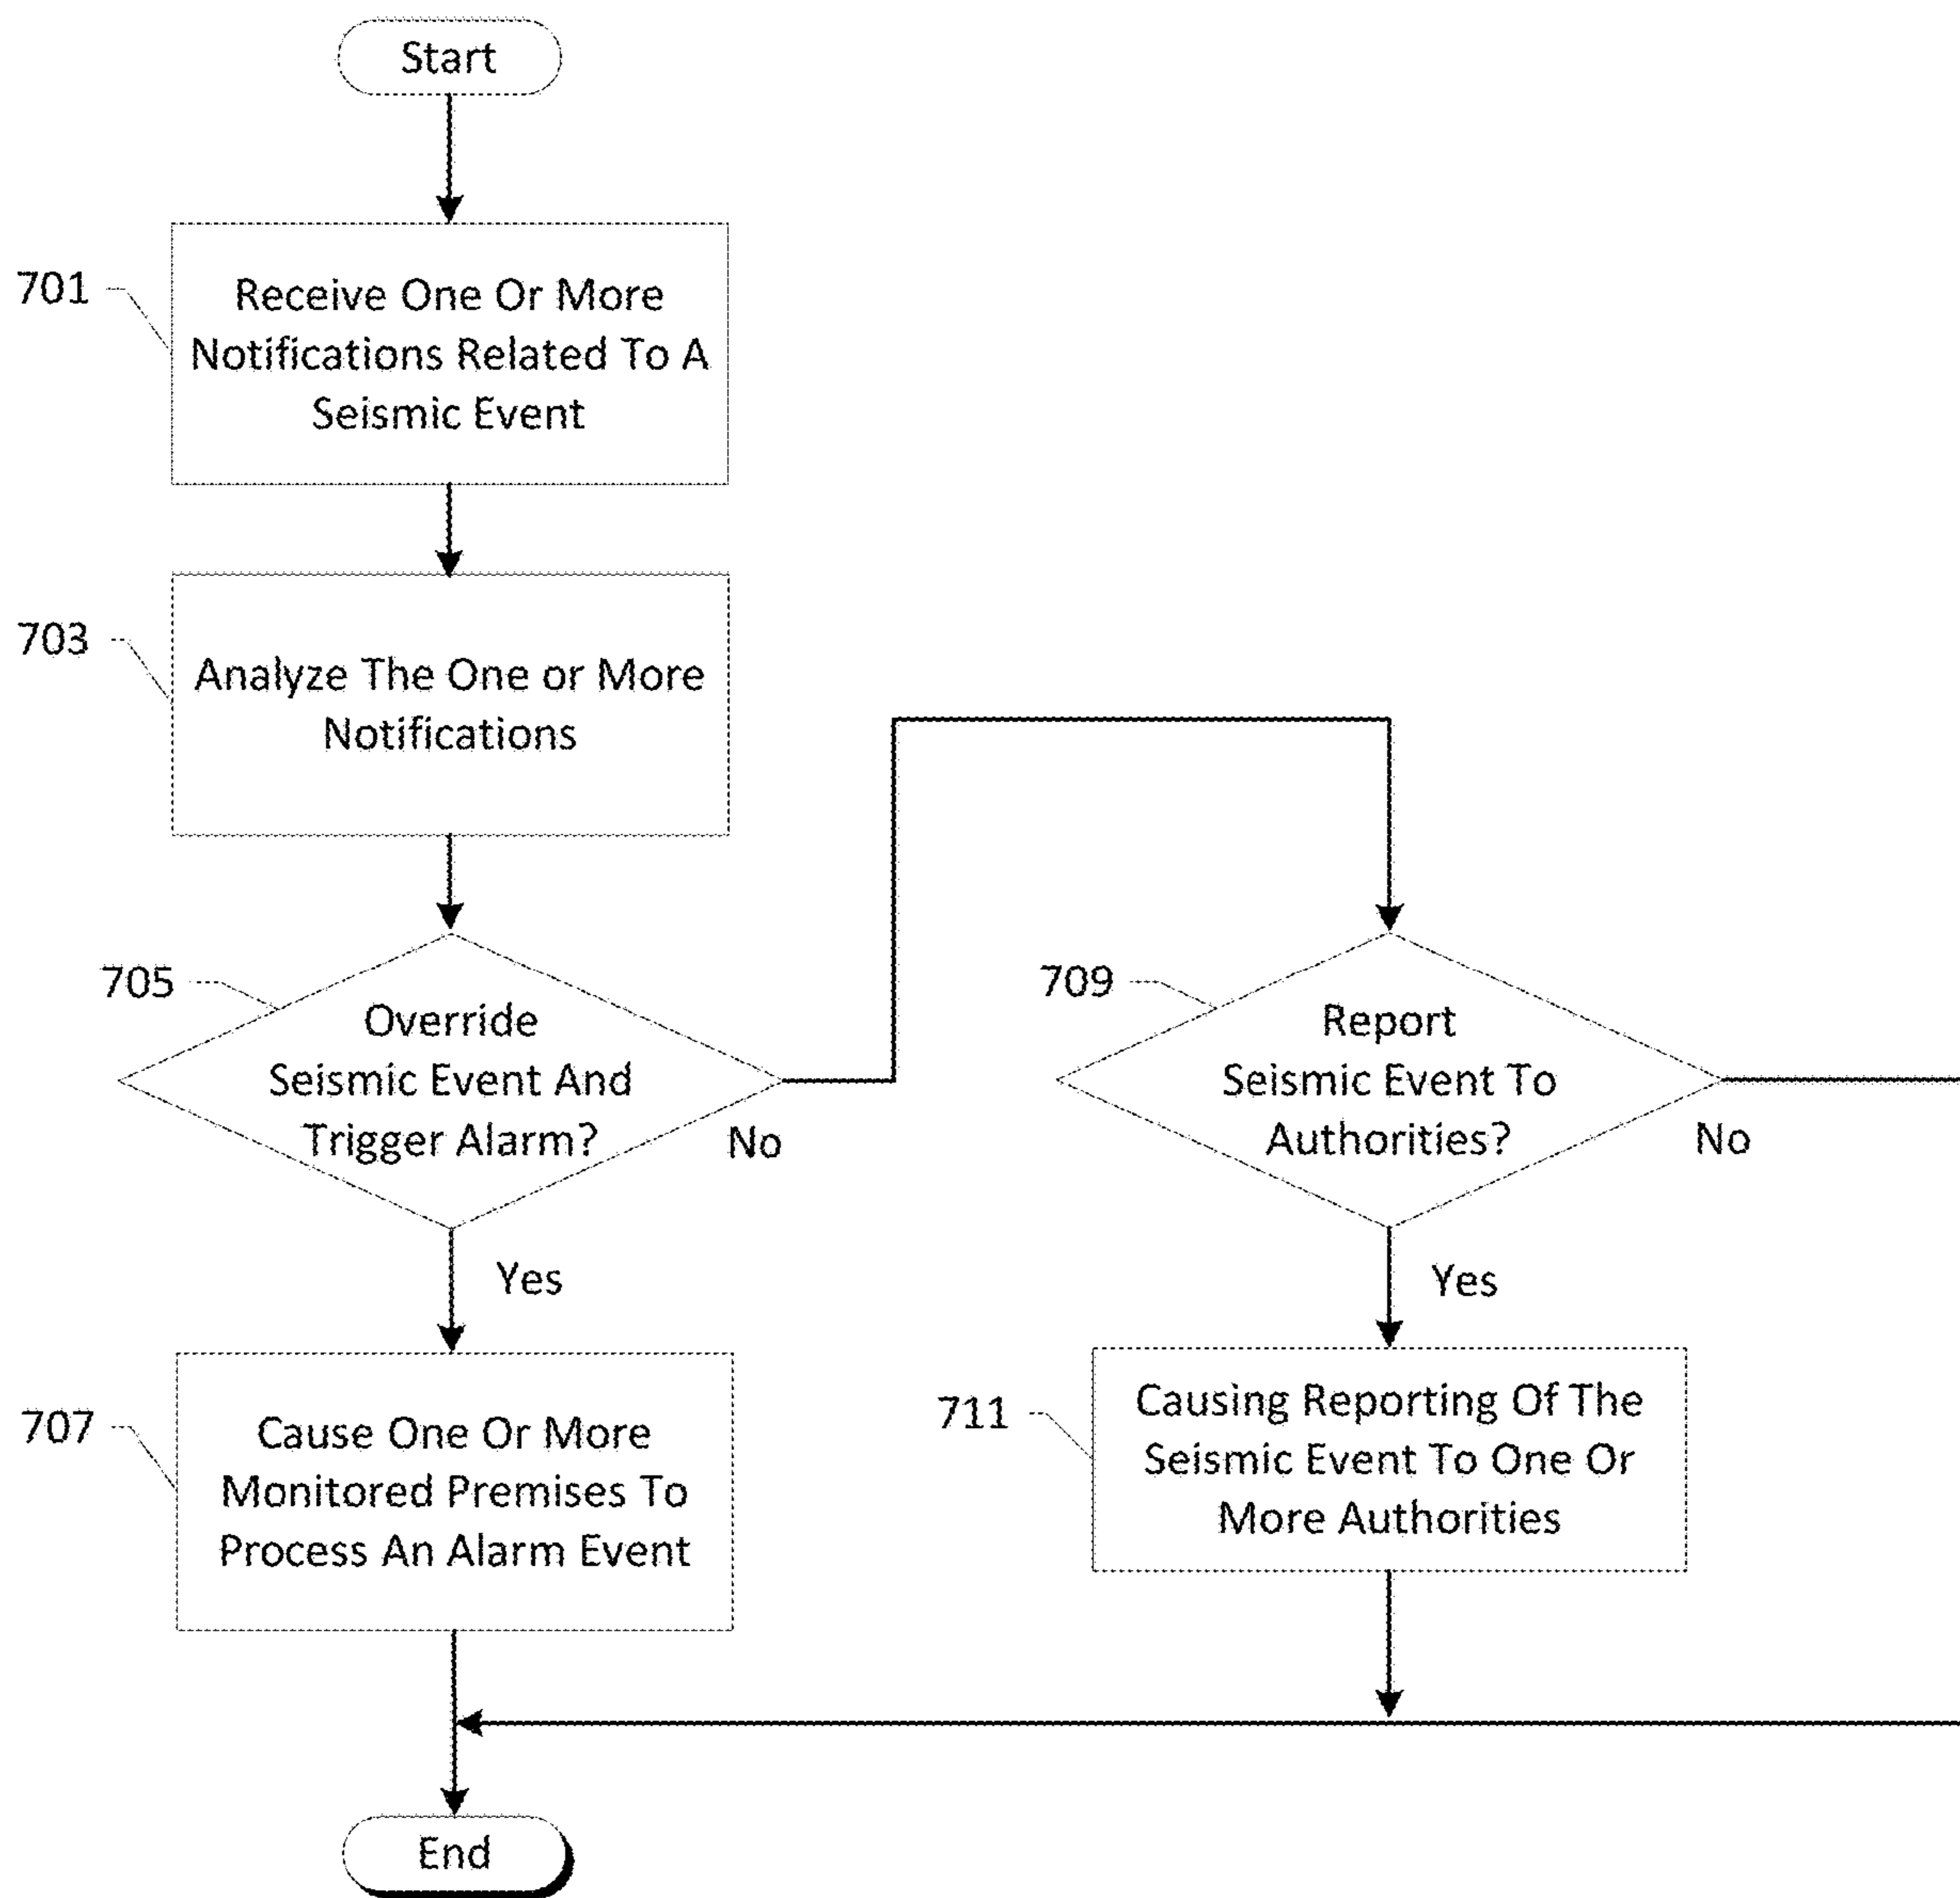 Start
701
Receive One Or More
Notifications Related To A
Seismic Event
703
Analyze The One or More
Notifications
705
Override
Seismic Event And
Trigger Alarm?
No
Yes
707
Cause One Or More
Monitored Premises To
Process An Alarm Event
709
Report
Seismic Event To
Authorities?
No
Yes
711
Causing Reporting Of The
Seismic Event To One Or
More Authorities
End